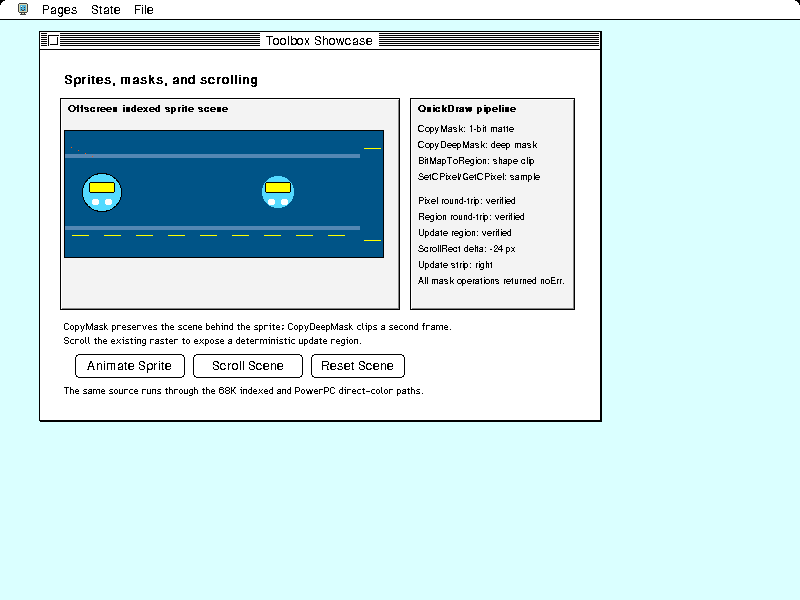 Pages State File
Toolbox Showcase
Sprites, masks, and scrolling
Offscreen indexed sprite scene
QuickDraw pipeline
CopyMask: 1-bit matte
CopyDeepMask: deep mask
BitMapToRegion: shape clip
SetCPixel/GetCPixel: sample
Pixel round-trip: verified
Region round-trip: verified
Update region: verified
ScrollRect delta: -24 px
Update strip: right
All mask operations returned noErr.
CopyMask preserves the scene behind the sprite; CopyDeepMask clips a second frame.
Scroll the existing raster to expose a deterministic update region.
Animate Sprite Scroll Scene Reset Scene
The same source runs through the 68K indexed and PowerPC direct-color paths.